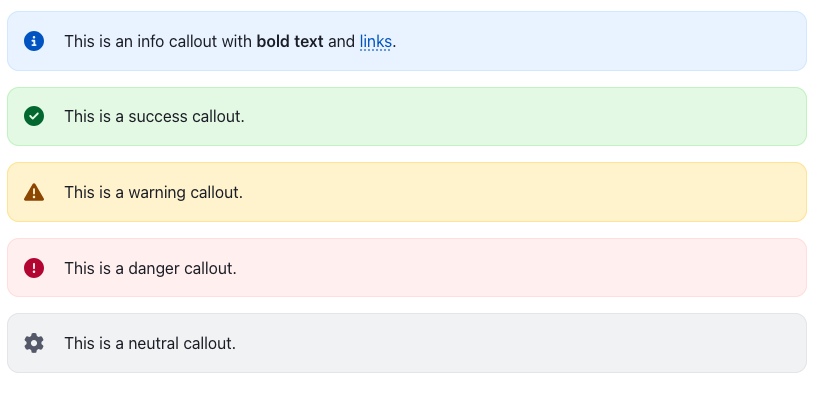 This is an info callout with bold text and links.
This is a success callout.
This is a warning callout.
This is a danger callout.
This is a neutral callout.